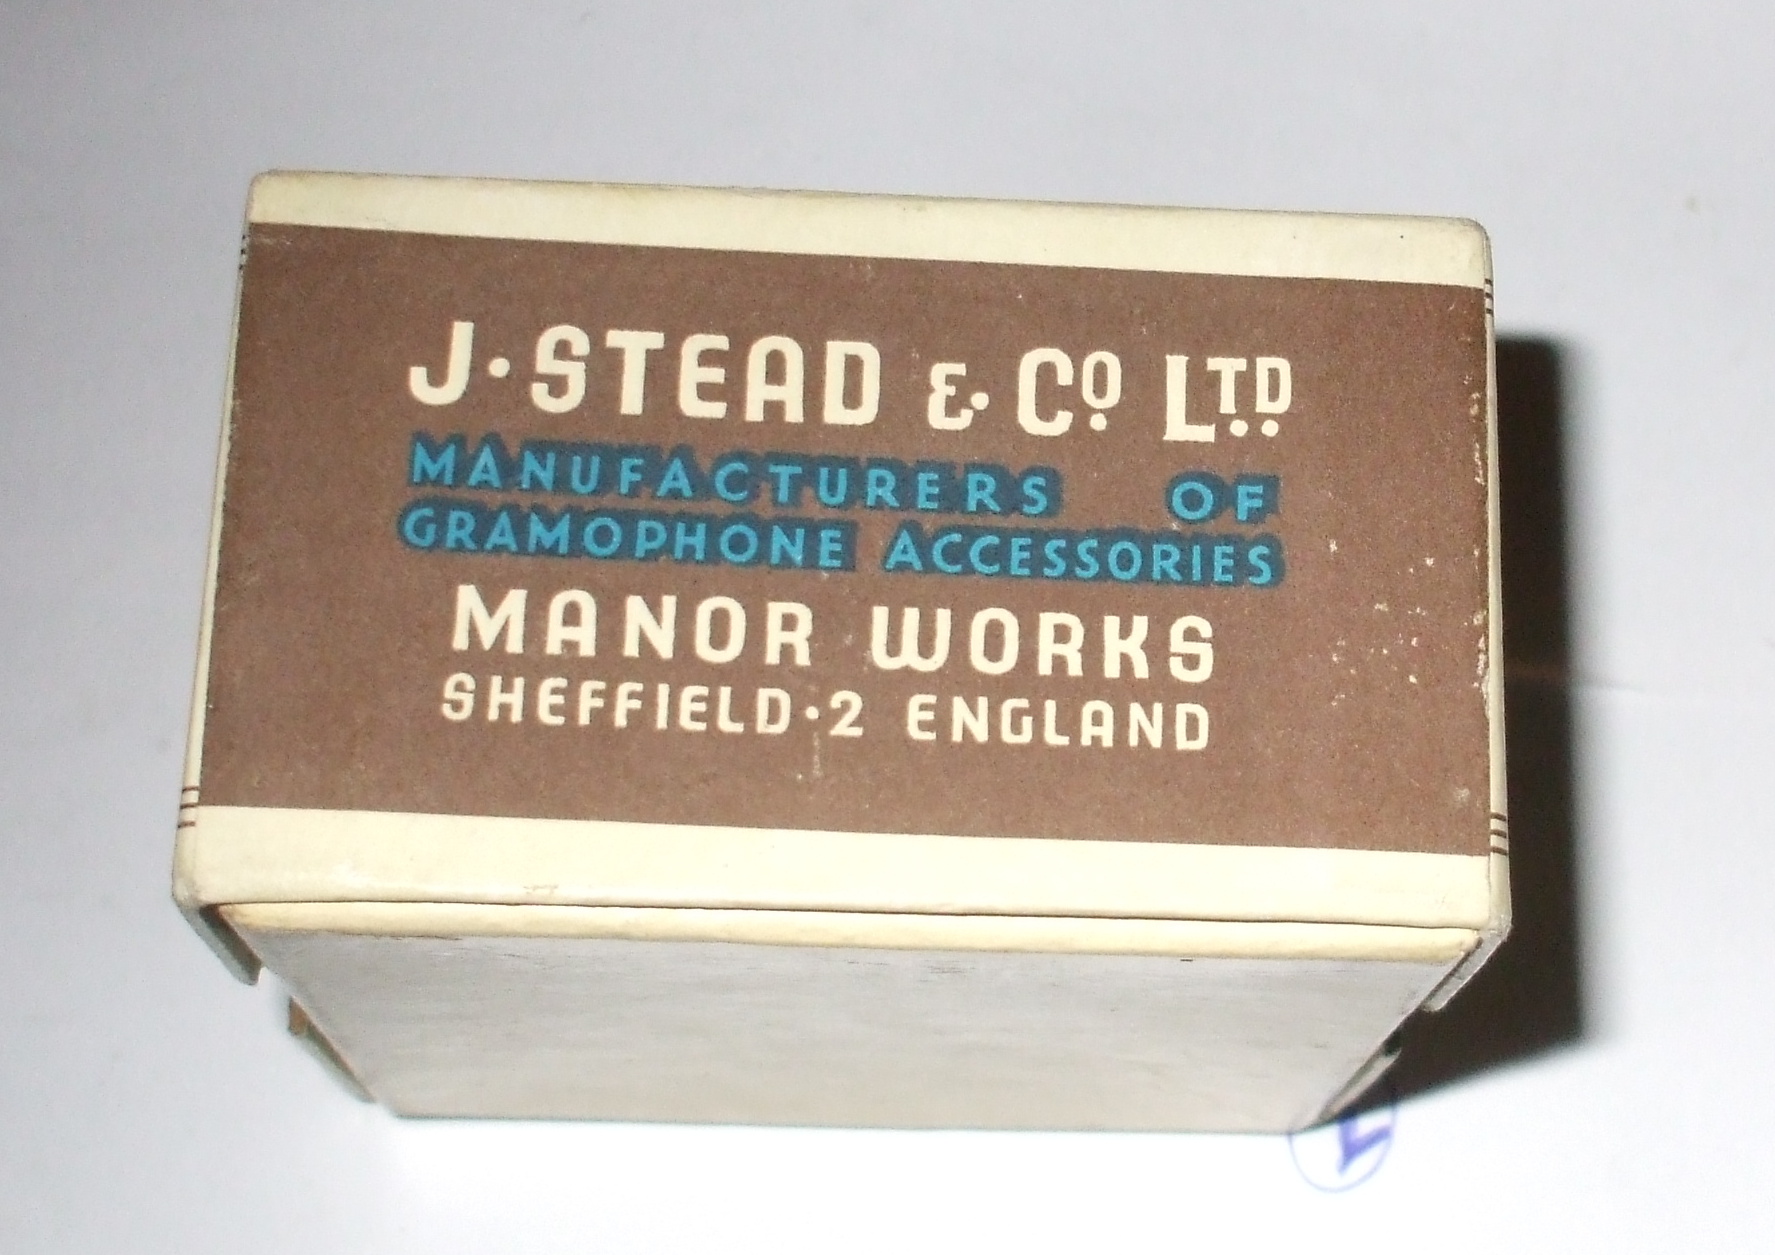 J·STEAD & CO LTD
MANUFACTURERS OF
GRAMOPHONE ACCESSORIES
MANOR WORKS
SHEFFIELD·2 ENGLAND